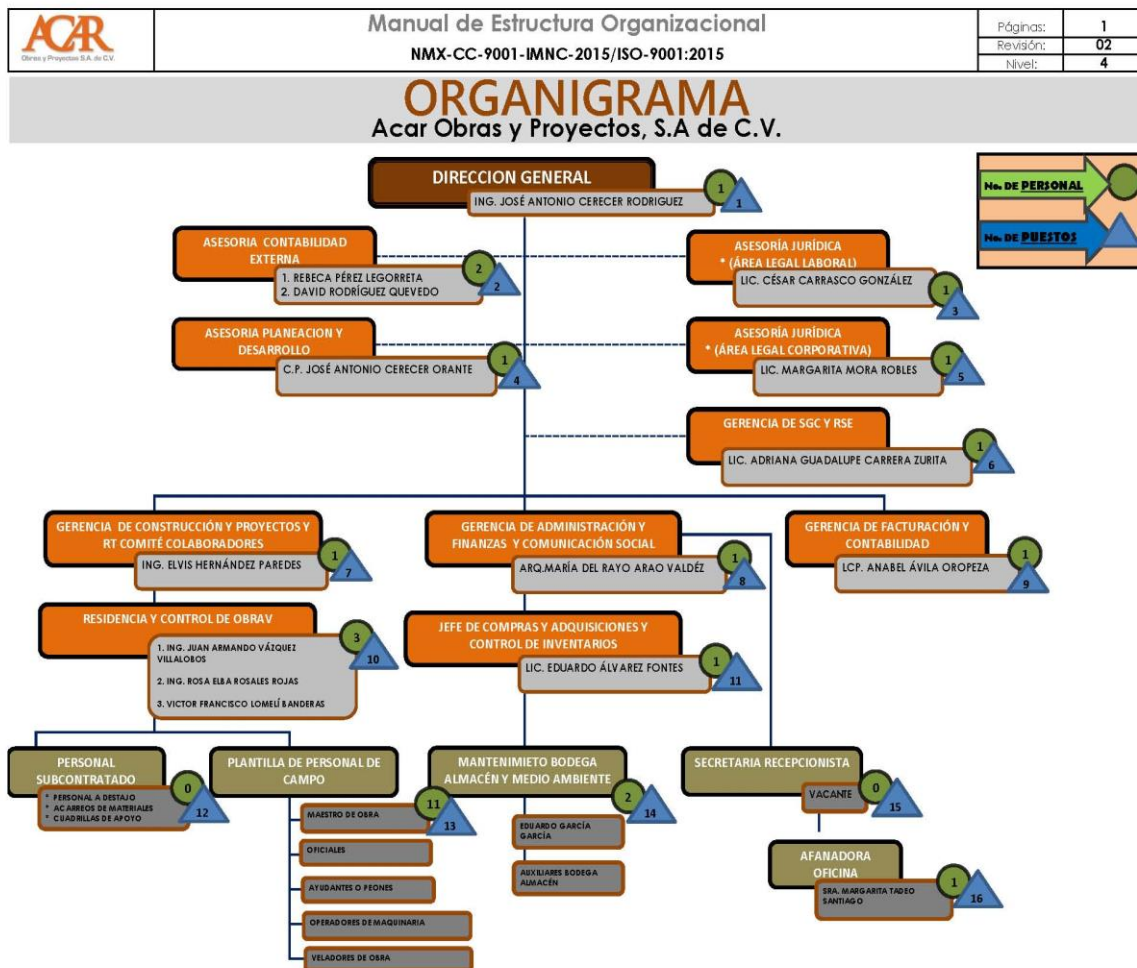 ACAR
Obras y Proyectos S.A. de C.V.
Manual de Estructura Organizacional
NMX-CC-9001-IMNC-2015/ISO-9001:2015
Páginas: 1
Revisión: 02
Nivel: 4
ORGANIGRAMA
Acar Obras y Proyectos, S.A de C.V.
DIRECCION GENERAL
ING. JOSÉ ANTONIO CERECER RODRIGUEZ
1
1
No. DE PERSONAL
No. DE PUESTOS
ASESORIA CONTABILIDAD
EXTERNA
1. REBECA PÉREZ LEGORRETA
2. DAVID RODRÍGUEZ QUEVEDO
2
2
ASESORÍA JURÍDICA
* (ÁREA LEGAL LABORAL)
LIC. CÉSAR CARRASCO GONZÁLEZ
1
3
ASESORIA PLANEACION Y
DESARROLLO
C.P. JOSÉ ANTONIO CERECER ORANTE
1
4
ASESORÍA JURÍDICA
* (ÁREA LEGAL CORPORATIVA)
LIC. MARGARITA MORA ROBLES
1
5
GERENCIA DE SGC Y RSE
LIC. ADRIANA GUADALUPE CARRERA ZURITA
1
6
GERENCIA DE CONSTRUCCIÓN Y PROYECTOS Y
RT COMITÉ COLABORADORES
ING. ELVIS HERNÁNDEZ PAREDES
1
7
GERENCIA DE ADMINISTRACIÓN Y
FINANZAS Y COMUNICACIÓN SOCIAL
ARQ.MARÍA DEL RAYO ARAO VALDÉZ
1
8
GERENCIA DE FACTURACIÓN Y
CONTABILIDAD
LCP. ANABEL ÁVILA OROPEZA
1
9
RESIDENCIA Y CONTROL DE OBRAV
1. ING. JUAN ARMANDO VÁZQUEZ
VILLALOBOS
2. ING. ROSA ELBA ROSALES ROJAS
3. VICTOR FRANCISCO LOMELÍ BANDERAS
3
10
JEFE DE COMPRAS Y ADQUISICIONES Y
CONTROL DE INVENTARIOS
LIC. EDUARDO ÁLVAREZ FONTES
1
11
PERSONAL
SUBCONTRATADO
* PERSONAL A DESTAJO
* ACARREOS DE MATERIALES
* CUADRILLAS DE APOYO
0
12
PLANTILLA DE PERSONAL DE
CAMPO
MAESTRO DE OBRA
11
13
OFICIALES
AYUDANTES O PEONES
OPERADORES DE MAQUINARIA
VELADORES DE OBRA
MANTENIMIETO BODEGA
ALMACÉN Y MEDIO AMBIENTE
2
14
EDUARDO GARCÍA
GARCÍA
AUXILIARES BODEGA
ALMACÉN
SECRETARIA RECEPCIONISTA
VACANTE
0
15
AFANADORA
OFICINA
SRA. MARGARITA TADEO
SANTIAGO
1
16